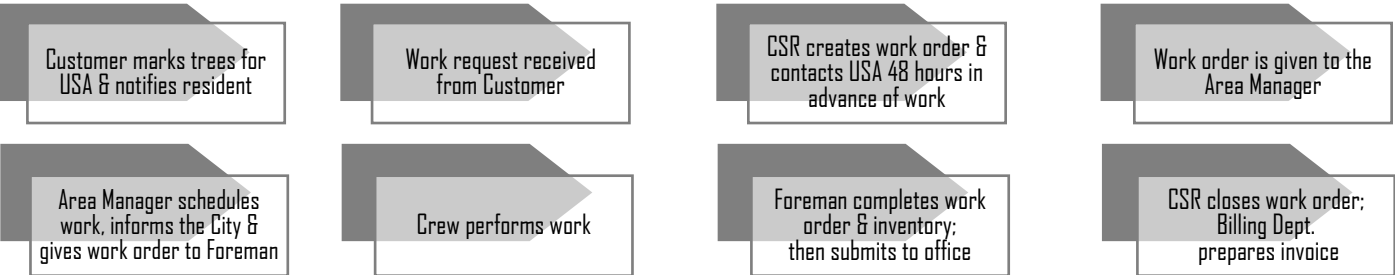 Customer marks trees for
USA & notifies resident
Work request received
from Customer
CSR creates work order &
contacts USA 48 hours in
advance of work
Work order is given to the
Area Manager
Area Manager schedules
work, informs the City &
gives work order to Foreman
Crew performs work
Foreman completes work
order & inventory;
then submits to office
CSR closes work order;
Billing Dept.
prepares invoice